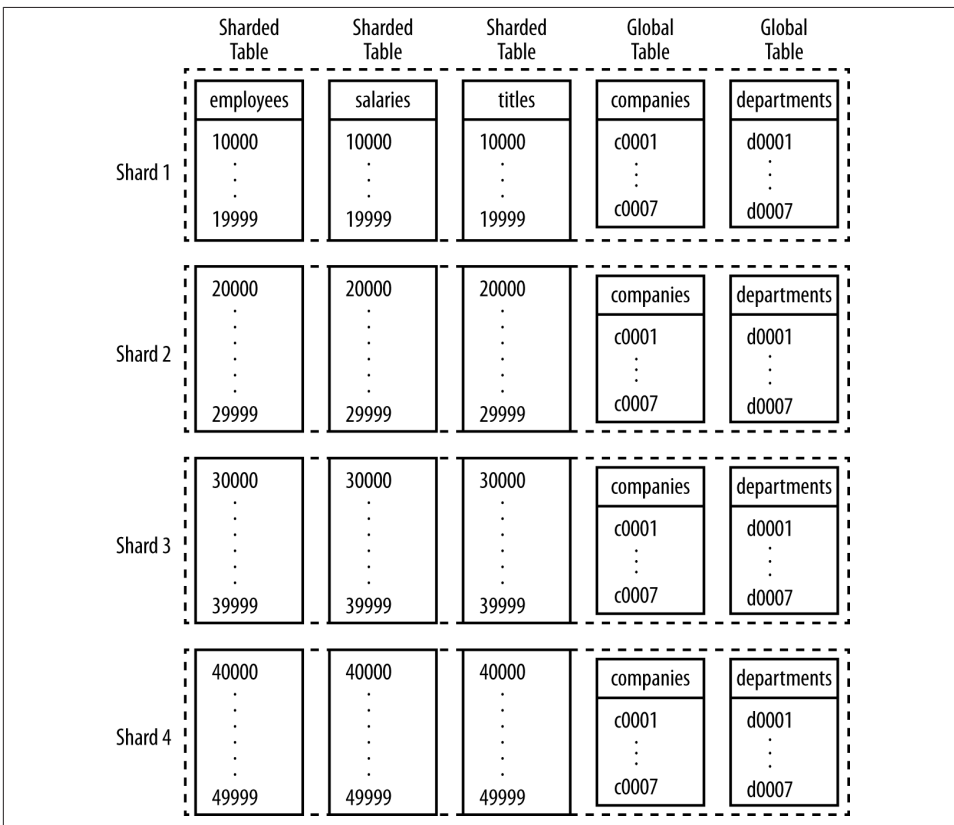 Sharded Sharded Sharded Global Global
Table Table Table Table Table
employees salaries titles companies departments
10000 10000 10000 c0001 d0001
Shard 1
19999 19999 19999 c0007 d0007
20000 20000 20000 companies departments
c0001 d0001
Shard 2
29999 29999 29999 c0007 d0007
30000 30000 30000 companies departments
c0001 d0001
Shard 3
39999 39999 39999 c0007 d0007
40000 40000 40000 companies departments
c0001 d0001
Shard 4
49999 49999 49999 c0007 d0007